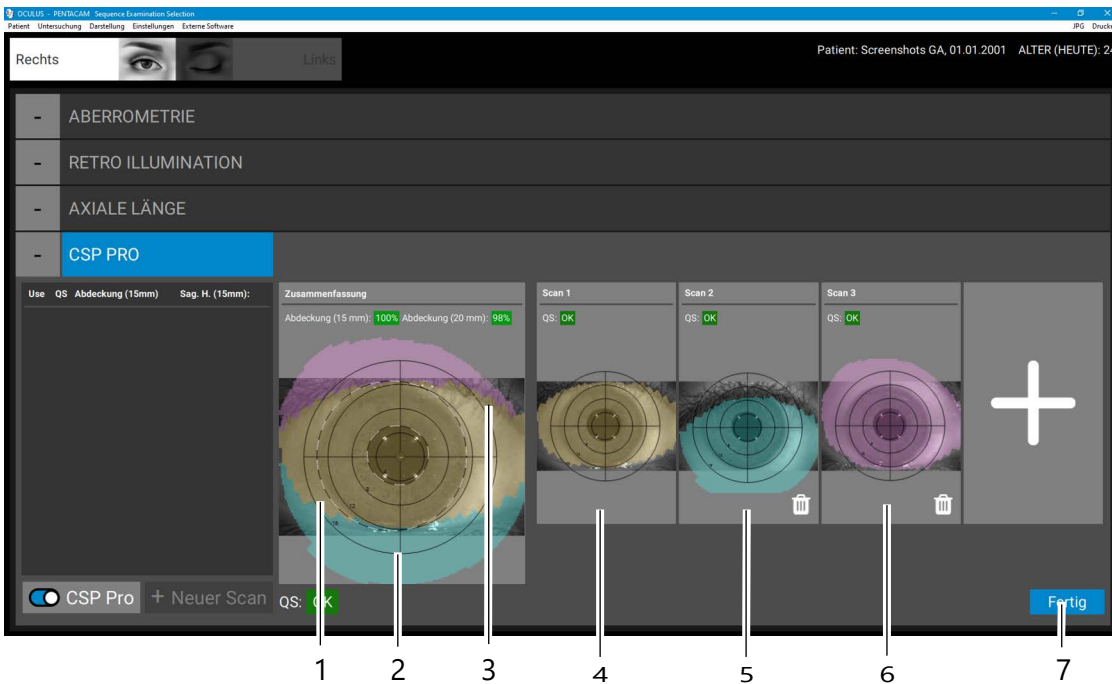 OCULUS - PENTACAM Sequence Examination Selection
Patient Untersuchung Darstellung Einstellungen Externe Software JPG Drucke
Rechts Links Patient: Screenshots GA, 01.01.2001 ALTER (HEUTE): 24
- ABERROMETRIE
- RETRO ILLUMINATION
- AXIALE LÄNGE
- CSP PRO
Use QS Abdeckung (15mm) Sag. H. (15mm): Zusammenfassung Scan 1 Scan 2 Scan 3
Abdeckung (15 mm): 100% Abdeckung (20 mm): 98% QS: OK QS: OK QS: OK
CSP Pro + Neuer Scan QS: OK Fertig
1 2 3 4 5 6 7